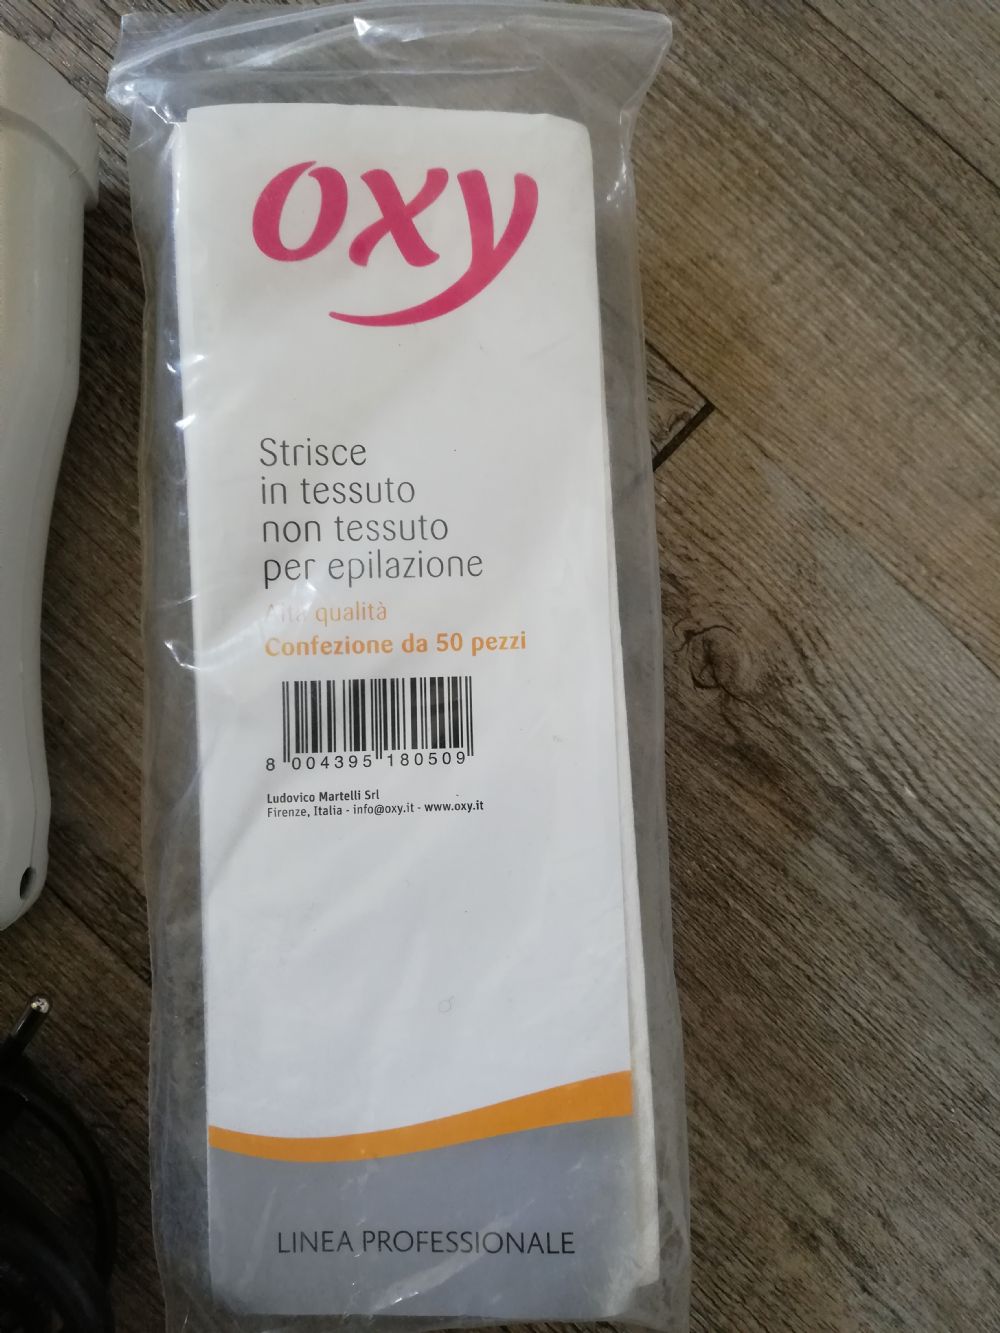 oxy
Strisce
in tessuto
non tessuto
per epilazione
Alta qualità
Confezione da 50 pezzi
8 004395 180509
Ludovico Martelli Srl
Firenze, Italia - info@oxy.it - www.oxy.it
LINEA PROFESSIONALE